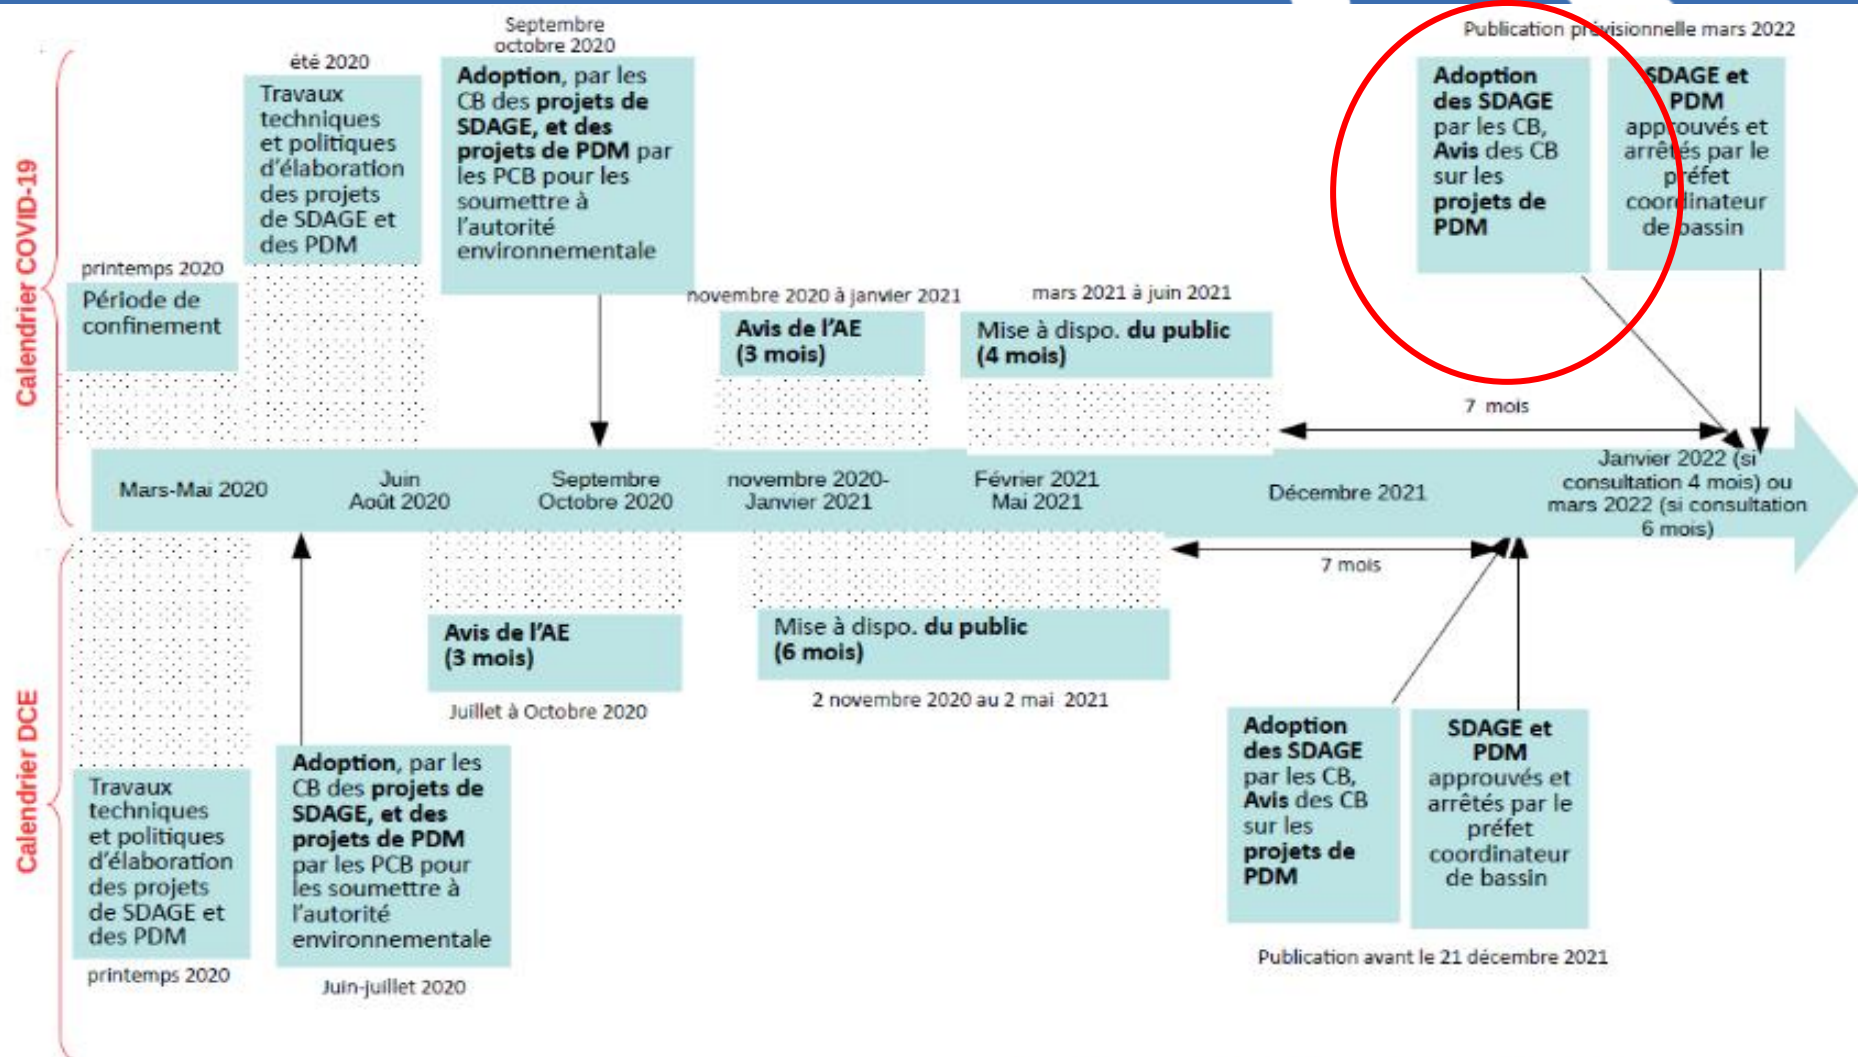 Calendrier COVID-19
printemps 2020
Période de
confinement
été 2020
Travaux
techniques
et politiques
d'élaboration
des projets
de SDAGE et
des PDM
Septembre
octobre 2020
Adoption, par les
CB des projets de
SDAGE, et des
projets de PDM par
les PCB pour les
soumettre à
l'autorité
environnementale
novembre 2020 à janvier 2021
Avis de l'AE
(3 mois)
mars 2021 à juin 2021
Mise à dispo. du public
(4 mois)
Publication prévisionnelle mars 2022
Adoption
des SDAGE
par les CB,
Avis des CB
sur les
projets de
PDM
SDAGE et
PDM
approuvés et
arrêtés par le
préfet
coordinateur
de bassin
7 mois
Mars-Mai 2020
Juin
Août 2020
Septembre
Octobre 2020
novembre 2020-
Janvier 2021
Février 2021
Mai 2021
Décembre 2021
Janvier 2022 (si
consultation 4 mois) ou
mars 2022 (si consultation
6 mois)
Calendrier DCE
Travaux
techniques
et politiques
d'élaboration
des projets
de SDAGE et
des PDM
printemps 2020
Adoption, par les
CB des projets de
SDAGE, et des
projets de PDM
par les PCB pour
les soumettre à
l'autorité
environnementale
Juin-juillet 2020
Avis de l'AE
(3 mois)
Juillet à Octobre 2020
Mise à dispo. du public
(6 mois)
2 novembre 2020 au 2 mai 2021
7 mois
Adoption
des SDAGE
par les CB,
Avis des CB
sur les
projets de
PDM
SDAGE et
PDM
approuvés et
arrêtés par le
préfet
coordinateur
de bassin
Publication avant le 21 décembre 2021